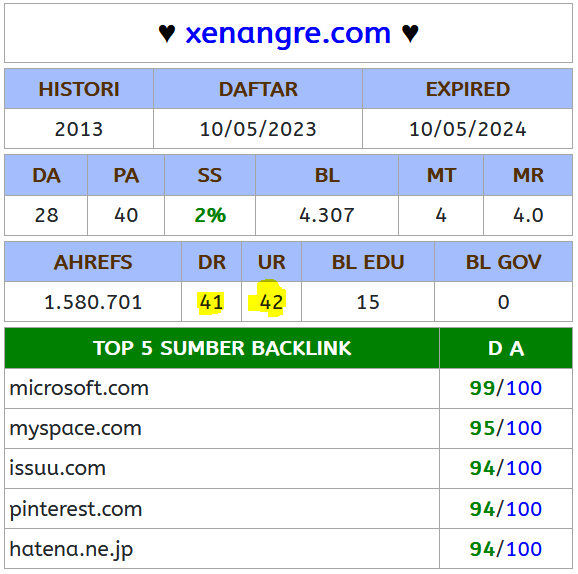 ♥ xenangre.com ♥
HISTORI DAFTAR EXPIRED
2013 10/05/2023 10/05/2024
DA PA SS BL MT MR
28 40 2% 4.307 4 4.0
AHREFS DR UR BL EDU BL GOV
1.580.701 41 42 15 0
TOP 5 SUMBER BACKLINK D A
microsoft.com 99/100
myspace.com 95/100
issuu.com 94/100
pinterest.com 94/100
hatena.ne.jp 94/100